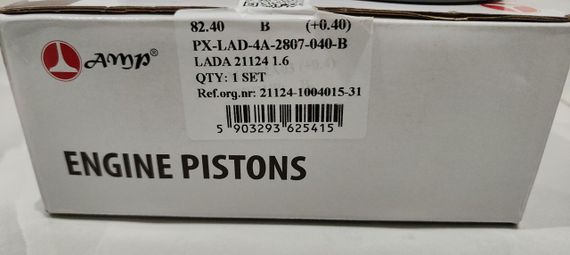 82.40 B (+0.40)
PX-LAD-4A-2807-040-B
LADA 21124 1.6
QTY: 1 SET
Ref.org.nr: 21124-1004015-31
5 903293 625415
AMP®
ENGINE PISTONS